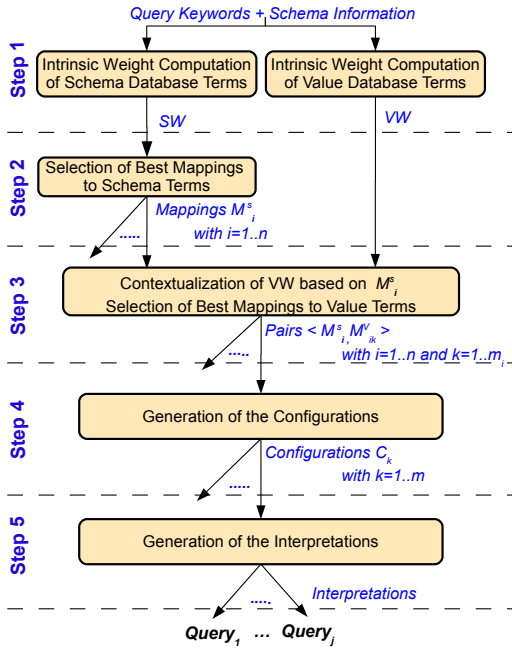 Query Keywords + Schema Information
Step 1
Intrinsic Weight Computation
of Schema Database Terms
Intrinsic Weight Computation
of Value Database Terms
SW
VW
Step 2
Selection of Best Mappings
to Schema Terms
..... Mappings M^s_i
with i=1..n
Step 3
Contextualization of VW based on M^s_i
Selection of Best Mappings to Value Terms
Pairs < M^s_i, M^v_ik >
..... with i=1..n and k=1..m_i
Step 4
Generation of the Configurations
Configurations C_k
..... with k=1..m
Step 5
Generation of the Interpretations
..... Interpretations
Query_1 ... Query_j